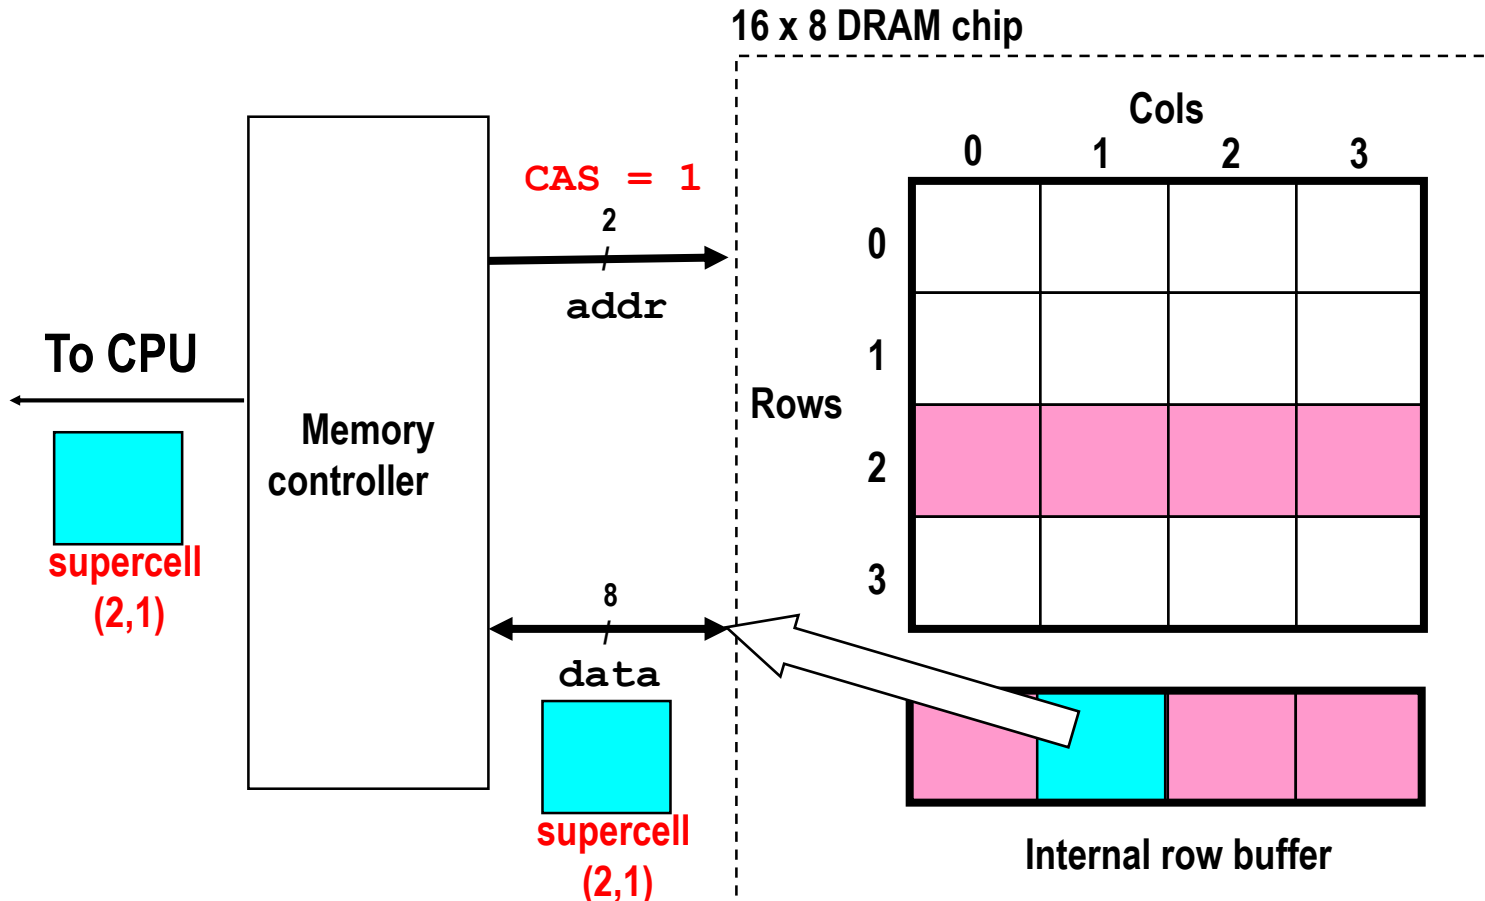 16 x 8 DRAM chip
Cols
0 1 2 3
CAS = 1
2
addr
0
To CPU
1
Rows
Memory
controller
2
supercell
(2,1)
3
8
data
supercell
(2,1)
Internal row buffer